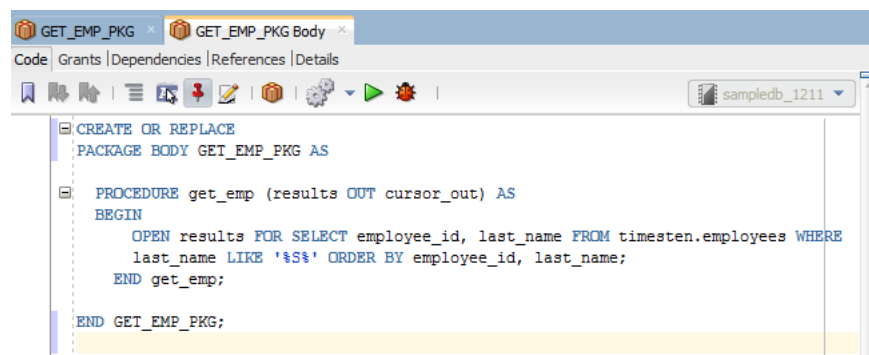 GET_EMP_PKG GET_EMP_PKG Body
Code Grants |Dependencies |References |Details
sampledb_1211
CREATE OR REPLACE
PACKAGE BODY GET_EMP_PKG AS
PROCEDURE get_emp (results OUT cursor_out) AS
BEGIN
OPEN results FOR SELECT employee_id, last_name FROM timesten.employees WHERE
last_name LIKE '%S%' ORDER BY employee_id, last_name;
END get_emp;
END GET_EMP_PKG;